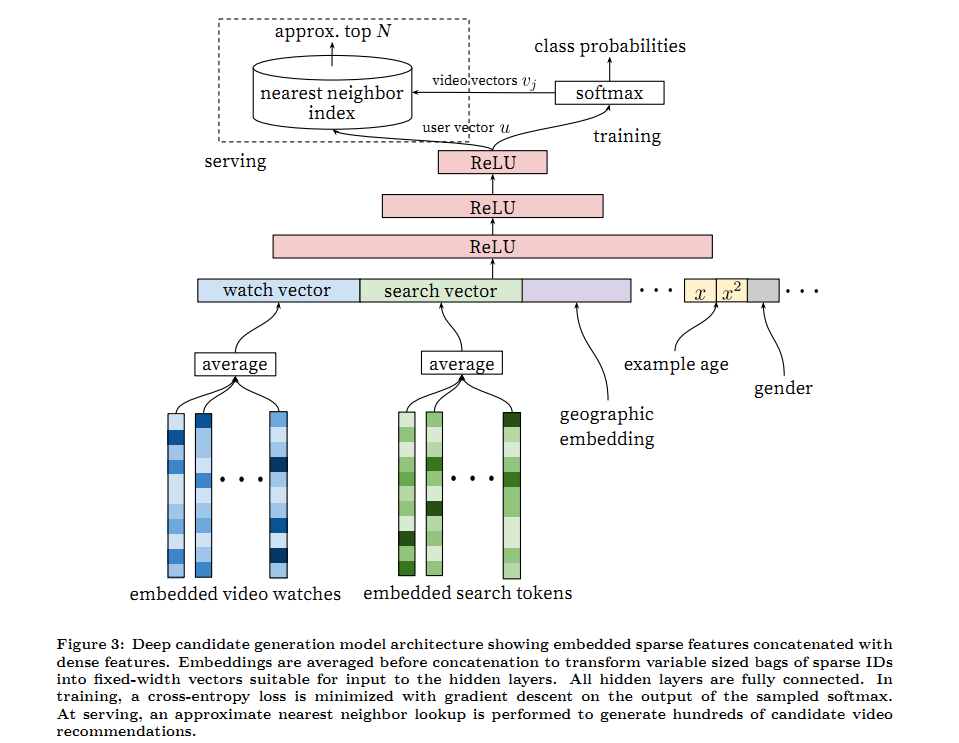 approx. top N
class probabilities
nearest neighbor
index
video vectors vj
softmax
user vector u
training
serving
ReLU
ReLU
ReLU
watch vector
search vector
x
x²
average
average
example age
gender
geographic
embedding
embedded video watches
embedded search tokens
Figure 3: Deep candidate generation model architecture showing embedded sparse features concatenated with
dense features. Embeddings are averaged before concatenation to transform variable sized bags of sparse IDs
into fixed-width vectors suitable for input to the hidden layers. All hidden layers are fully connected. In
training, a cross-entropy loss is minimized with gradient descent on the output of the sampled softmax.
At serving, an approximate nearest neighbor lookup is performed to generate hundreds of candidate video
recommendations.